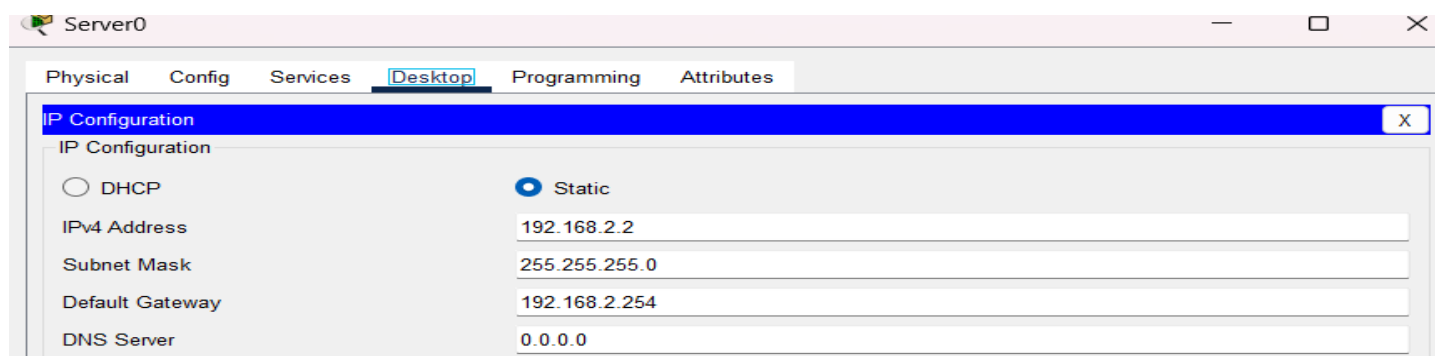 Server0
Physical Config Services Desktop Programming Attributes
IP Configuration X
IP Configuration
DHCP Static
IPv4 Address 192.168.2.2
Subnet Mask 255.255.255.0
Default Gateway 192.168.2.254
DNS Server 0.0.0.0